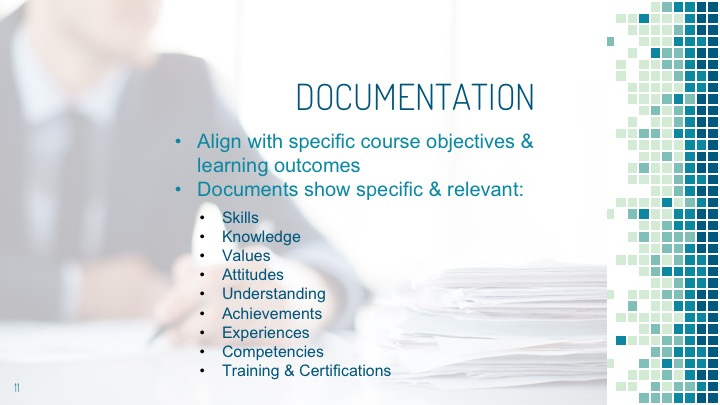 DOCUMENTATION
• Align with specific course objectives &
learning outcomes
• Documents show specific & relevant:
• Skills
• Knowledge
• Values
• Attitudes
• Understanding
• Achievements
• Experiences
• Competencies
• Training & Certifications
11